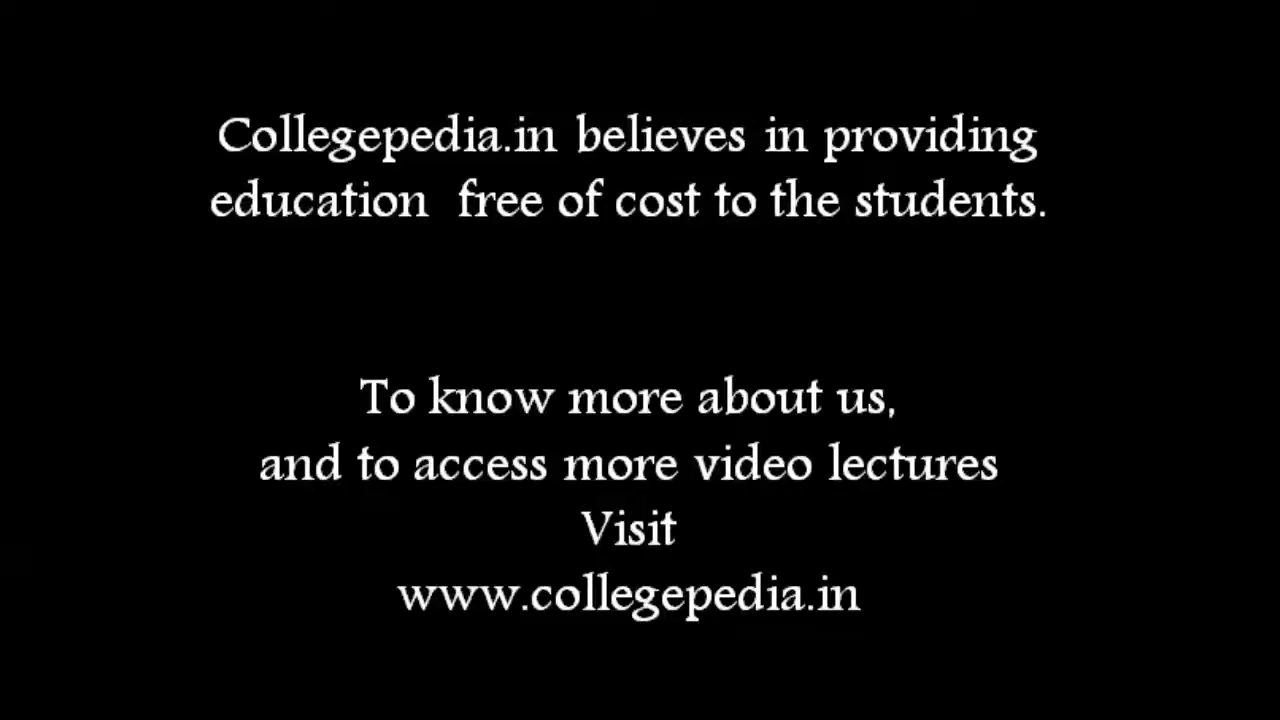 Collegepedia.in believes in providing
education free of cost to the students.
To know more about us,
and to access more video lectures
Visit
www.collegepedia.in